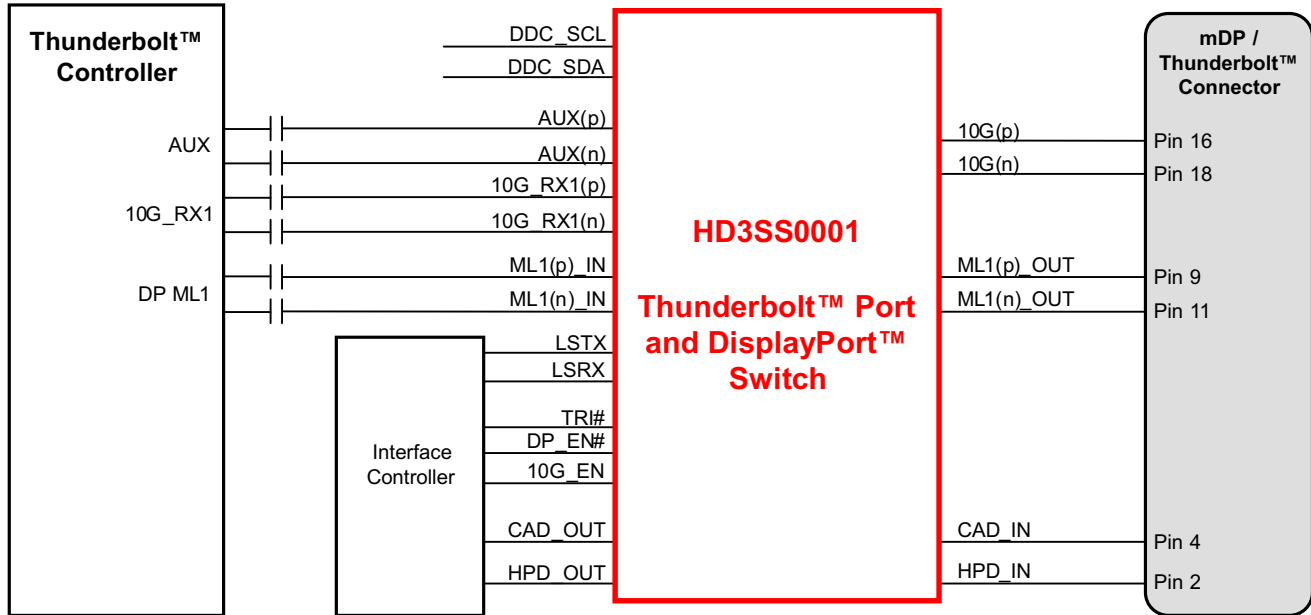 Thunderbolt™
Controller
AUX
10G_RX1
DP ML1
DDC_SCL
DDC_SDA
AUX(p)
AUX(n)
10G_RX1(p)
10G_RX1(n)
ML1(p)_IN
ML1(n)_IN
LSTX
LSRX
TRI#
DP_EN#
10G_EN
CAD_OUT
HPD_OUT
Interface
Controller
HD3SS0001
Thunderbolt™ Port
and DisplayPort™
Switch
10G(p)
10G(n)
ML1(p)_OUT
ML1(n)_OUT
CAD_IN
HPD_IN
mDP /
Thunderbolt™
Connector
Pin 16
Pin 18
Pin 9
Pin 11
Pin 4
Pin 2